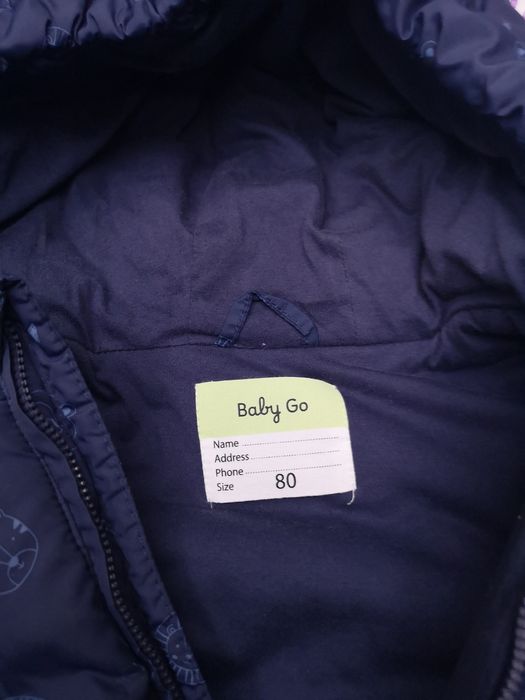 Baby Go
Name
Address
Phone
Size 80